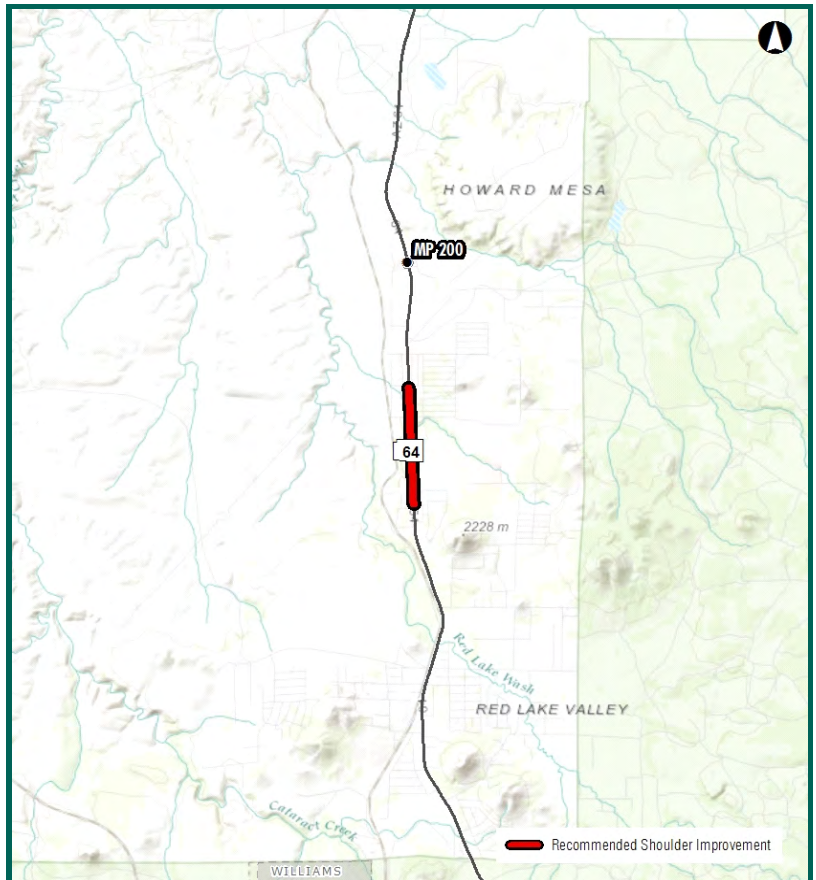 HOWARD MESA
MP 200
64
2228 m
Red Lake Wash
RED LAKE VALLEY
Cataract Creek
Recommended Shoulder Improvement
WILLIAMS